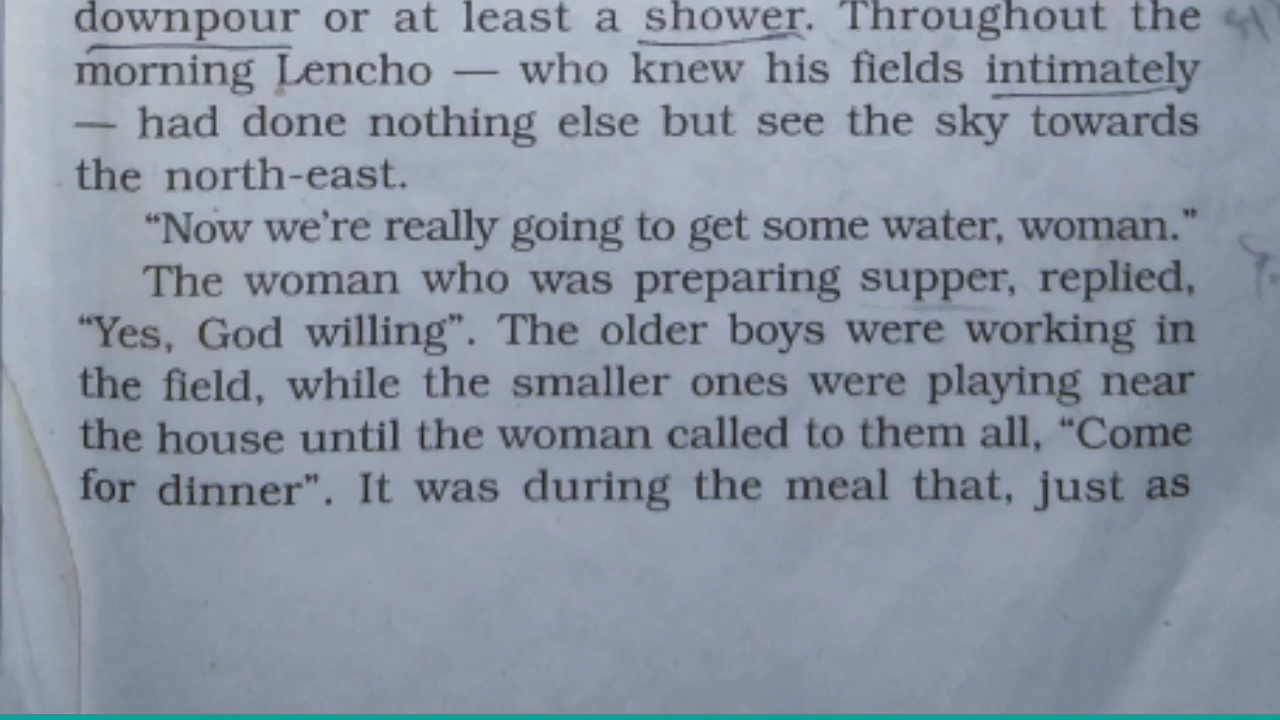 downpour or at least a shower. Throughout the
morning Lencho — who knew his fields intimately
— had done nothing else but see the sky towards
the north-east.
“Now we’re really going to get some water, woman.”
The woman who was preparing supper, replied,
“Yes, God willing”. The older boys were working in
the field, while the smaller ones were playing near
the house until the woman called to them all, “Come
for dinner”. It was during the meal that, just as